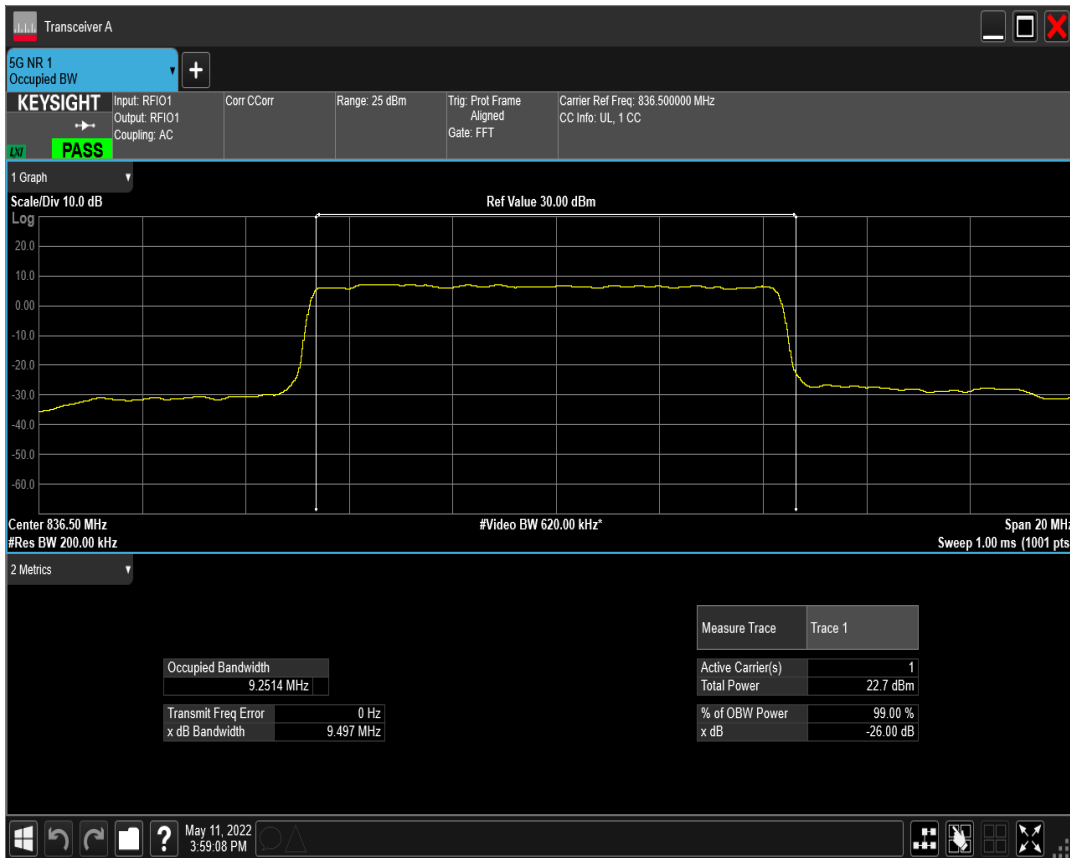 Transceiver A
5G NR 1
Occupied BW
+
KEYSIGHT
LXI
PASS
Input: RFIO1
Output: RFIO1
Coupling: AC
Corr CCorr
Range: 25 dBm
Trig: Prot Frame
Aligned
Gate: FFT
Carrier Ref Freq: 836.500000 MHz
CC Info: UL, 1 CC
1 Graph
Scale/Div 10.0 dB
Ref Value 30.00 dBm
Log
20.0
10.0
0.00
-10.0
-20.0
-30.0
-40.0
-50.0
-60.0
Center 836.50 MHz
#Video BW 620.00 kHz*
Span 20 MHz
#Res BW 200.00 kHz
Sweep 1.00 ms (1001 pts
2 Metrics
Measure Trace Trace 1
Occupied Bandwidth
9.2514 MHz
Active Carrier(s) 1
Total Power 22.7 dBm
Transmit Freq Error 0 Hz
x dB Bandwidth 9.497 MHz
% of OBW Power 99.00 %
x dB -26.00 dB
?
May 11, 2022
3:59:08 PM